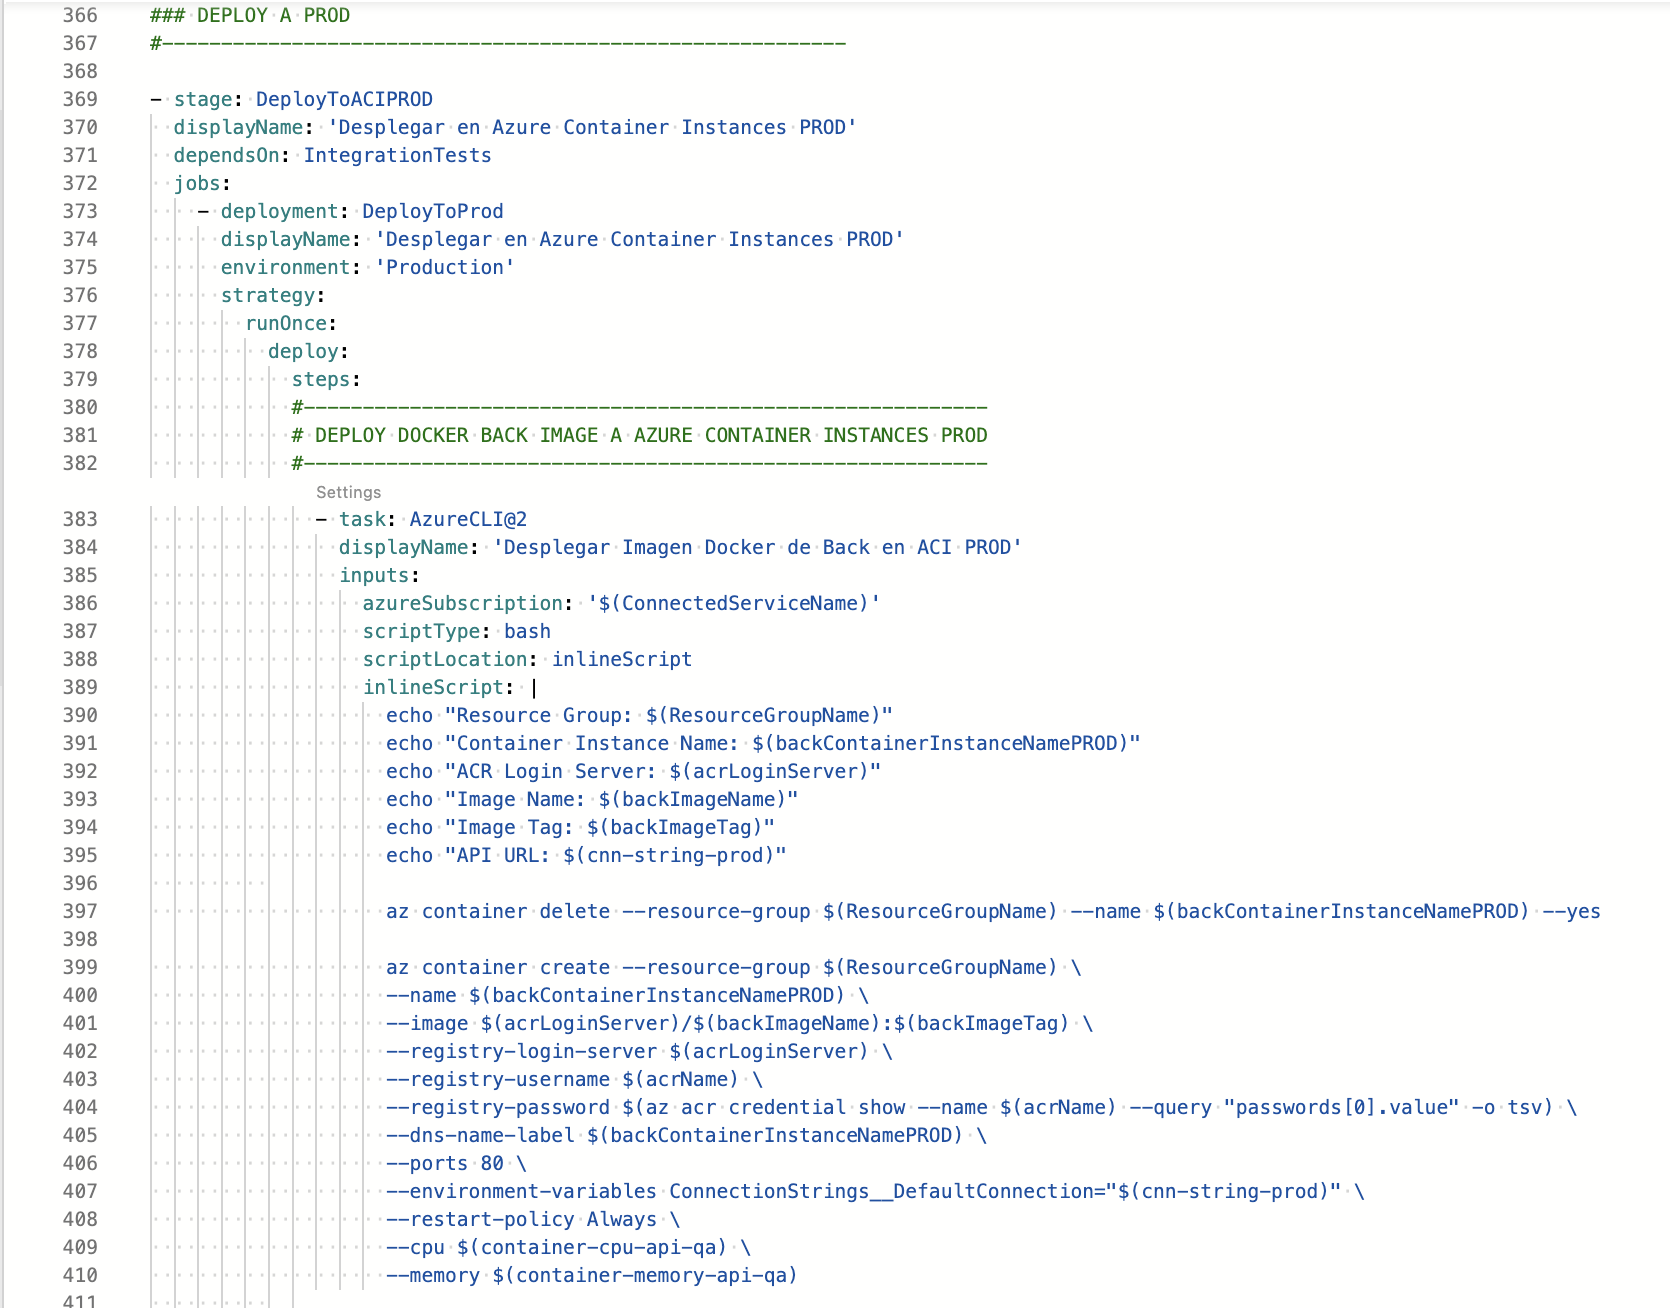 366 ### DEPLOY A PROD
367 #----------------------------------------------------------
368
369 - stage: DeployToACIPROD
370 displayName: 'Desplegar en Azure Container Instances PROD'
371 dependsOn: IntegrationTests
372 jobs:
373 - deployment: DeployToProd
374 displayName: 'Desplegar en Azure Container Instances PROD'
375 environment: 'Production'
376 strategy:
377 runOnce:
378 deploy:
379 steps:
380 #----------------------------------------------------------
381 # DEPLOY DOCKER BACK IMAGE A AZURE CONTAINER INSTANCES PROD
382 #----------------------------------------------------------
Settings
383 - task: AzureCLI@2
384 displayName: 'Desplegar Imagen Docker de Back en ACI PROD'
385 inputs:
386 azureSubscription: '$(ConnectedServiceName)'
387 scriptType: bash
388 scriptLocation: inlineScript
389 inlineScript: |
390 echo "Resource Group: $(ResourceGroupName)"
391 echo "Container Instance Name: $(backContainerInstanceNamePROD)"
392 echo "ACR Login Server: $(acrLoginServer)"
393 echo "Image Name: $(backImageName)"
394 echo "Image Tag: $(backImageTag)"
395 echo "API URL: $(cnn-string-prod)"
396
397 az container delete --resource-group $(ResourceGroupName) --name $(backContainerInstanceNamePROD) --yes
398
399 az container create --resource-group $(ResourceGroupName) \
400 --name $(backContainerInstanceNamePROD) \
401 --image $(acrLoginServer)/$(backImageName):$(backImageTag) \
402 --registry-login-server $(acrLoginServer) \
403 --registry-username $(acrName) \
404 --registry-password $(az acr credential show --name $(acrName) --query "passwords[0].value" -o tsv) \
405 --dns-name-label $(backContainerInstanceNamePROD) \
406 --ports 80 \
407 --environment-variables ConnectionStrings__DefaultConnection="$(cnn-string-prod)" \
408 --restart-policy Always \
409 --cpu $(container-cpu-api-qa) \
410 --memory $(container-memory-api-qa)
411